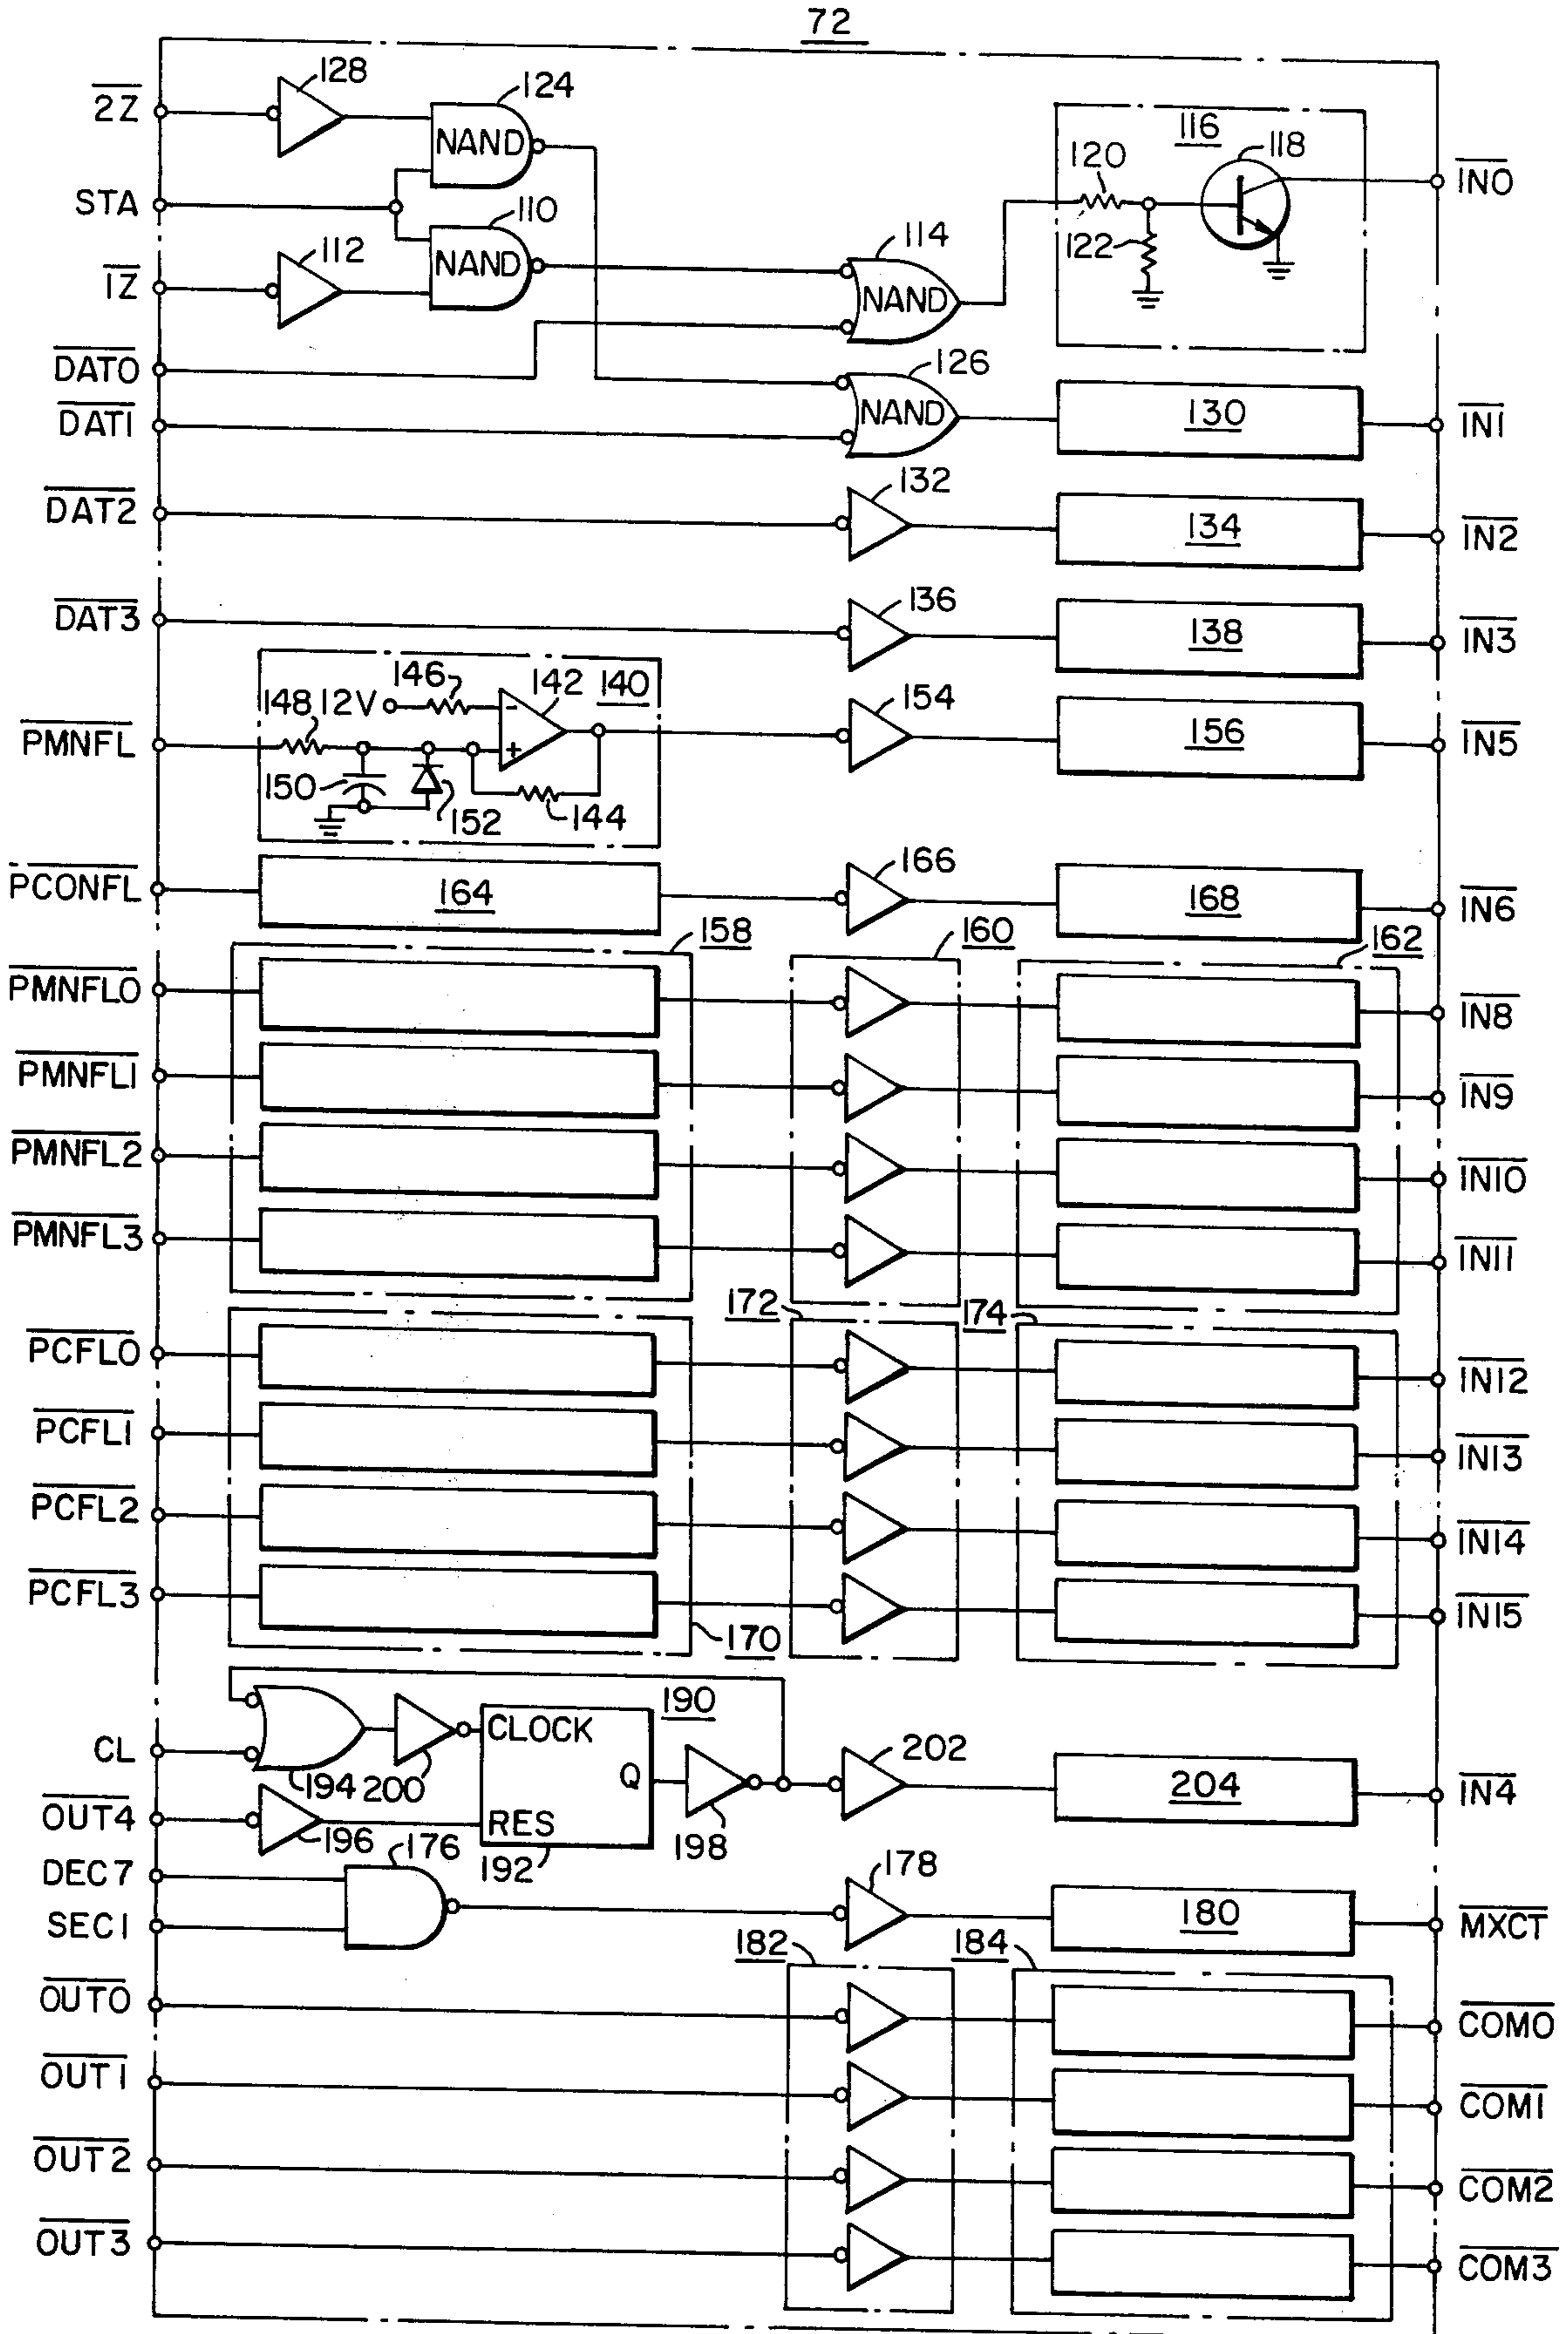 72
2Z
128
124
NAND
STA
110
NAND
1Z
112
114
NAND
116
118
120
122
IN0
DAT0
DAT1
126
NAND
130
IN1
DAT2
132
134
IN2
DAT3
136
138
IN3
PMNFL
148
12V
146
142
140
-
+
150
152
144
154
156
IN5
PCONFL
164
166
168
IN6
158
160
162
PMNFL0
IN8
PMNFL1
IN9
PMNFL2
IN10
PMNFL3
IN11
172
174
PCFL0
IN12
PCFL1
IN13
PCFL2
IN14
PCFL3
IN15
170
190
CL
194
200
CLOCK
Q
RES
192
198
202
204
IN4
OUT4
196
DEC7
176
SEC1
178
180
MXCT
182
184
OUT0
COM0
OUT1
COM1
OUT2
COM2
OUT3
COM3